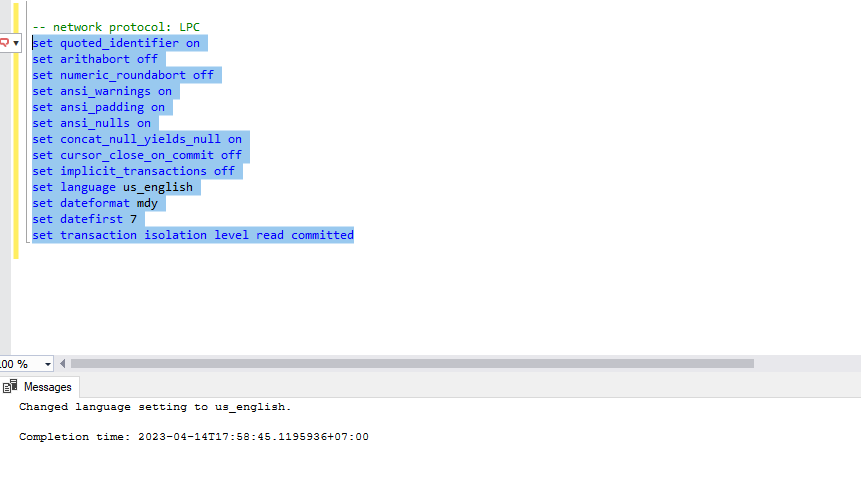 -- network protocol: LPC
set quoted_identifier on
set arithabort off
set numeric_roundabort off
set ansi_warnings on
set ansi_padding on
set ansi_nulls on
set concat_null_yields_null on
set cursor_close_on_commit off
set implicit_transactions off
set language us_english
set dateformat mdy
set datefirst 7
set transaction isolation level read committed
00 %
Messages
Changed language setting to us_english.
Completion time: 2023-04-14T17:58:45.1195936+07:00